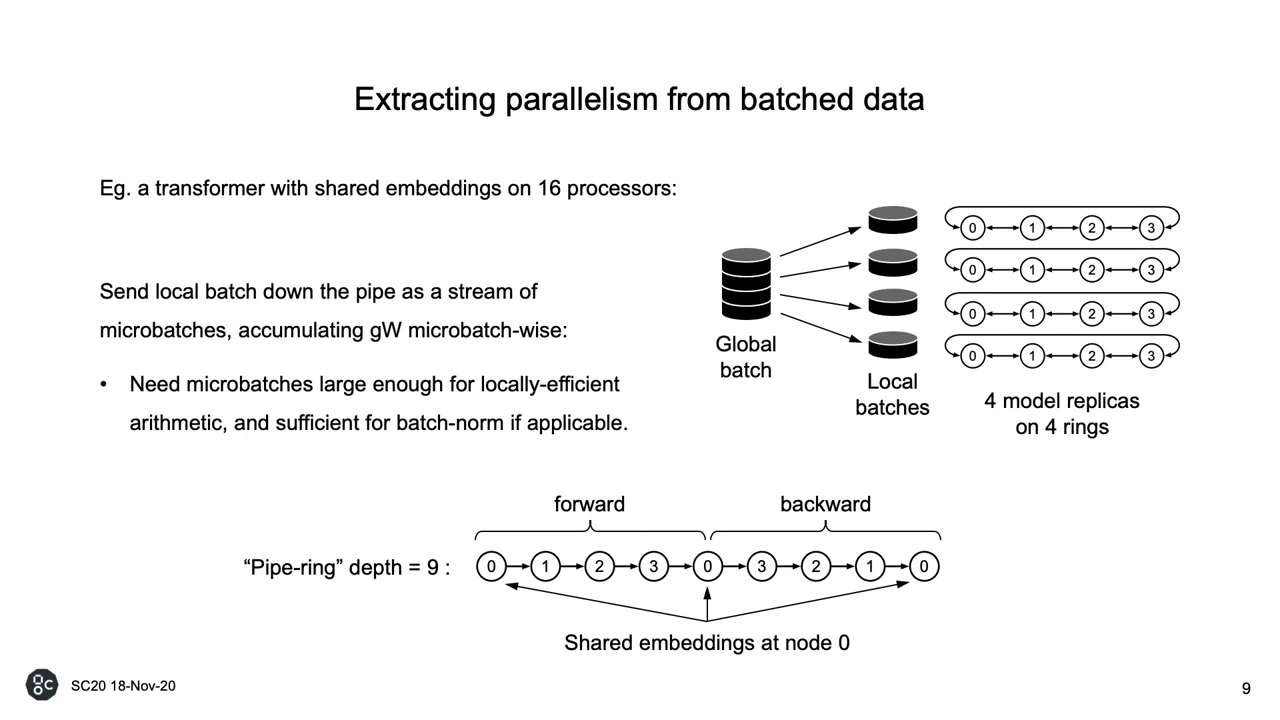 Extracting parallelism from batched data
Eg. a transformer with shared embeddings on 16 processors:
Send local batch down the pipe as a stream of
microbatches, accumulating gW microbatch-wise:
• Need microbatches large enough for locally-efficient
arithmetic, and sufficient for batch-norm if applicable.
Global
batch
Local
batches
0 1 2 3
0 1 2 3
0 1 2 3
0 1 2 3
4 model replicas
on 4 rings
forward backward
“Pipe-ring” depth = 9 : 0 1 2 3 0 3 2 1 0
Shared embeddings at node 0
gc SC20 18-Nov-20
9